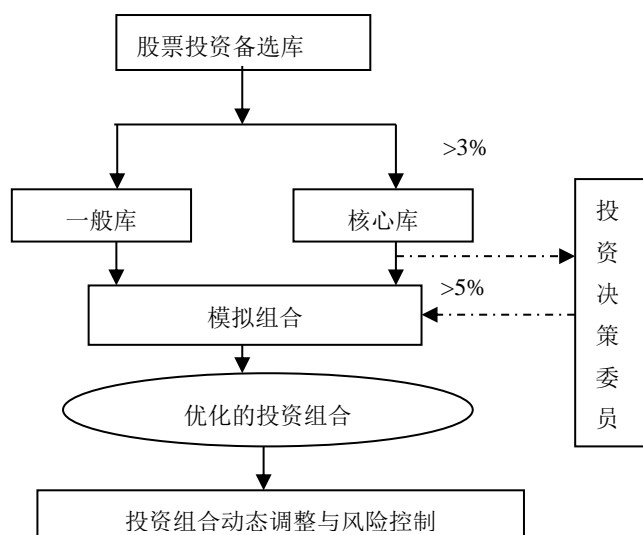 股票投资备选库
>3%
一般库
核心库
投资决策委员
>5%
模拟组合
优化的投资组合
投资组合动态调整与风险控制